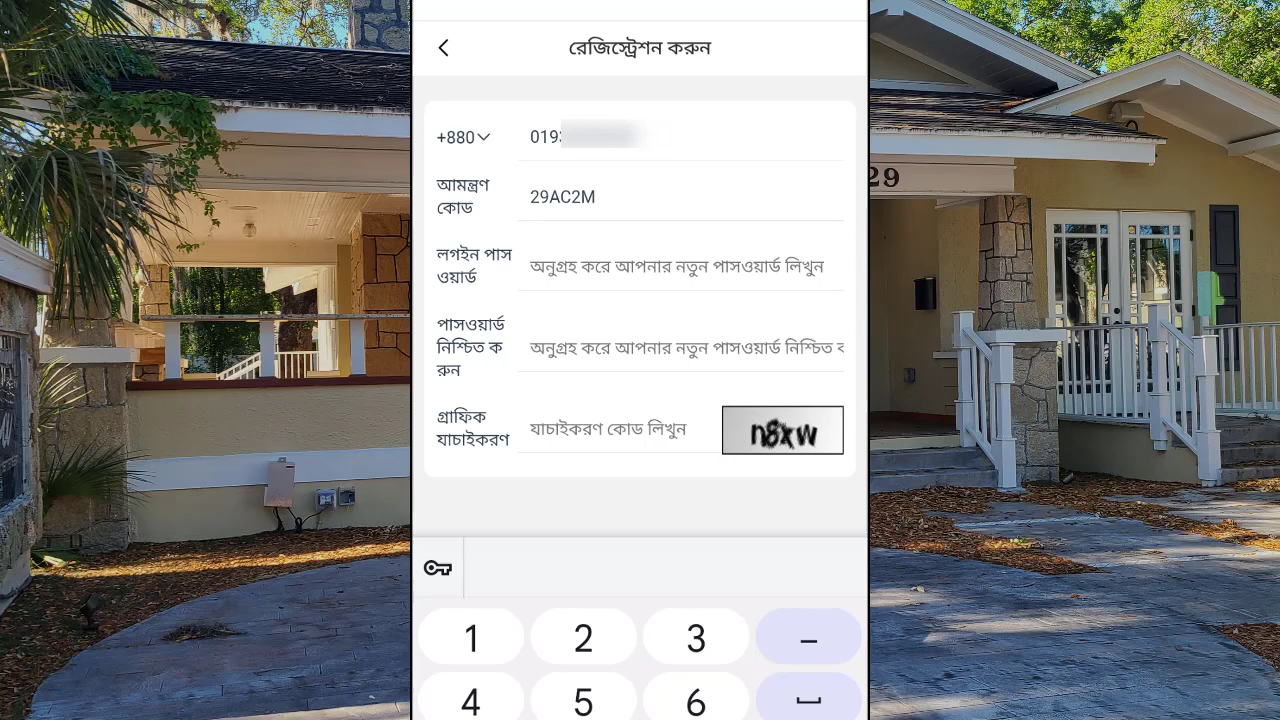 রেজিস্ট্রেশন করুন
+880 019
আমন্ত্রণ
কোড
29AC2M
লগইন পাস
ওয়ার্ড
অনুগ্রহ করে আপনার নতুন পাসওয়ার্ড লিখুন
পাসওয়ার্ড
নিশ্চিত ক
রুন
অনুগ্রহ করে আপনার নতুন পাসওয়ার্ড নিশ্চিত ক
গ্রাফিক
যাচাইকরণ
যাচাইকরণ কোড লিখুন
n8xw
29
1 2 3 –
4 5 6